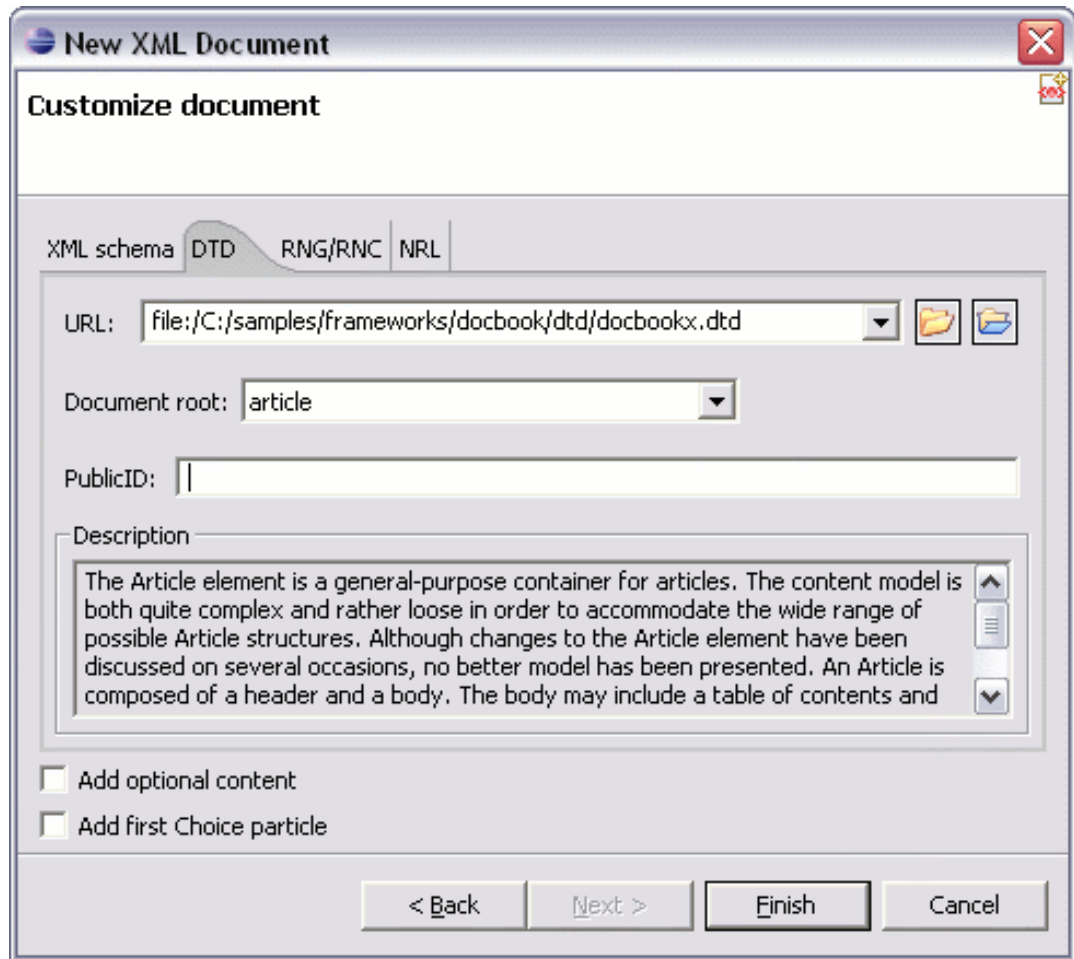 New XML Document
Customize document
XML schema DTD RNG/RNC NRL
URL: file:/C:/samples/frameworks/docbook/dtd/docbookx.dtd
Document root: article
PublicID:
Description
The Article element is a general-purpose container for articles. The content model is
both quite complex and rather loose in order to accommodate the wide range of
possible Article structures. Although changes to the Article element have been
discussed on several occasions, no better model has been presented. An Article is
composed of a header and a body. The body may include a table of contents and
Add optional content
Add first Choice particle
< Back Next > Finish Cancel